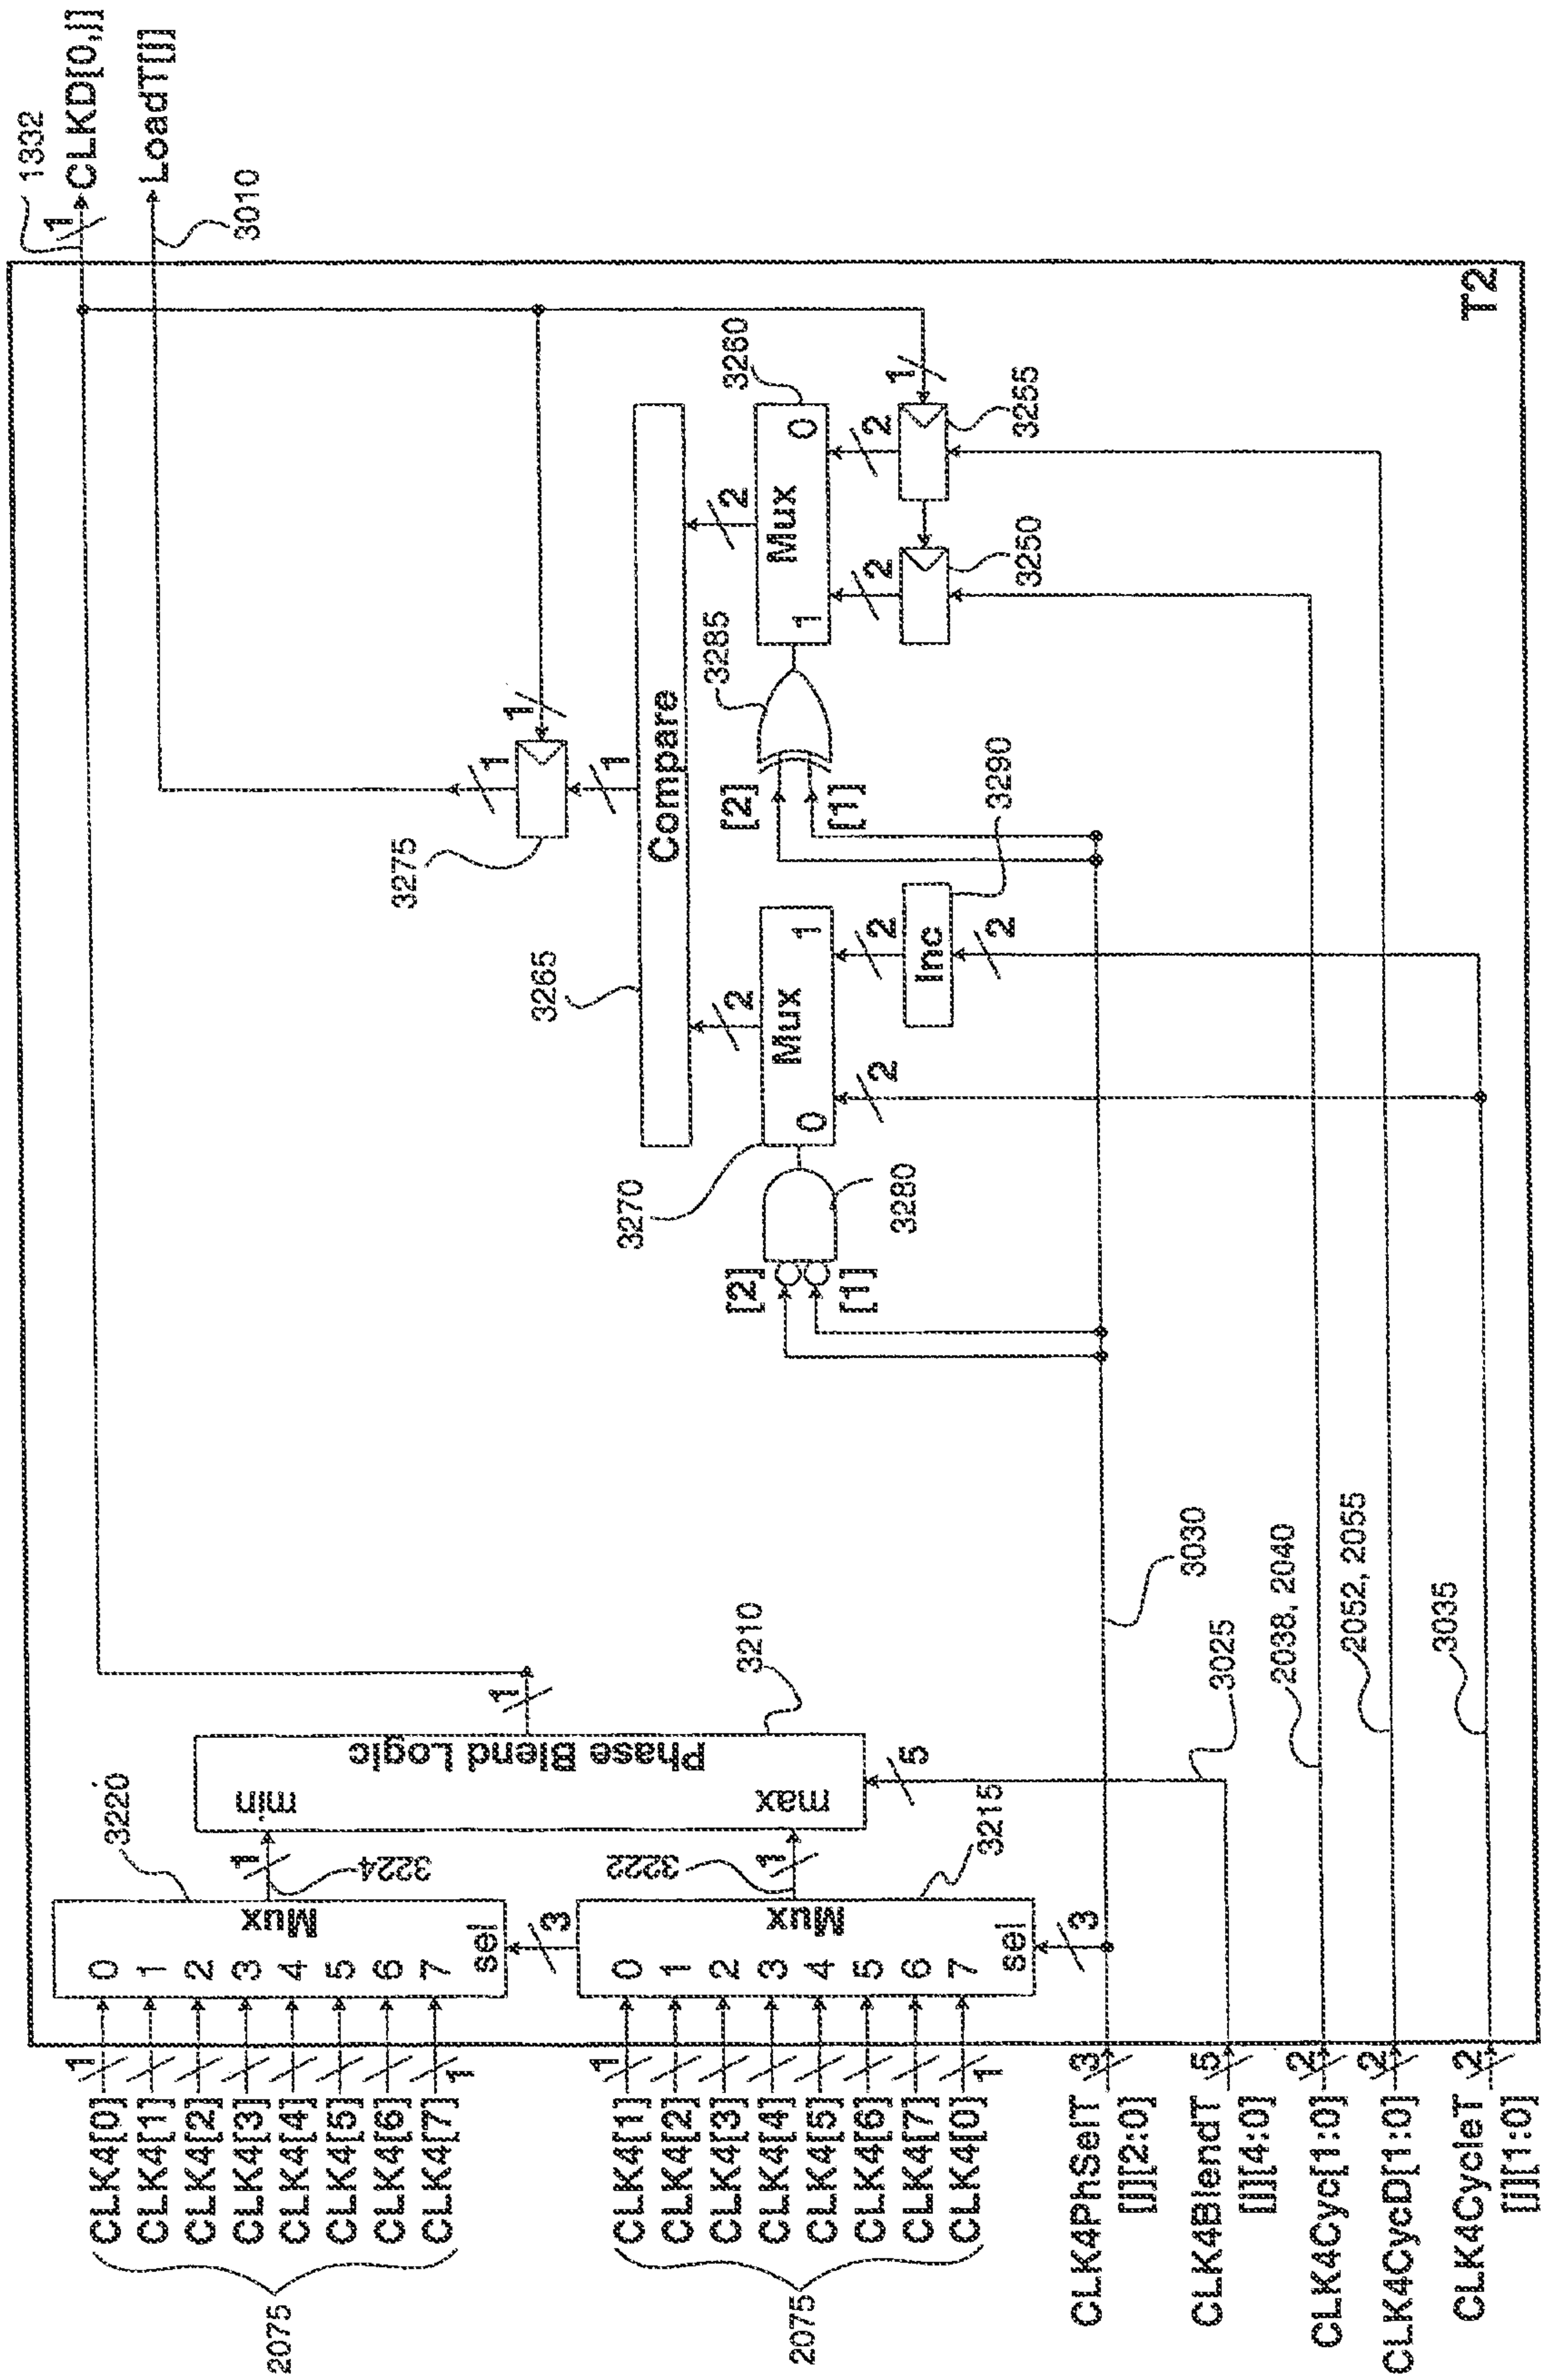 1332
CLKD[0,j]
1
LoadT[j]
3010
T2
3220
CLK4[0]
CLK4[1]
CLK4[2]
CLK4[3]
CLK4[4]
CLK4[5]
CLK4[6]
CLK4[7]
2075
1
1
0
1
2
3
4
5
6
7
Mux
sel
1
3224
3
CLK4[1]
CLK4[2]
CLK4[3]
CLK4[4]
CLK4[5]
CLK4[6]
CLK4[7]
CLK4[0]
2075
1
1
0
1
2
3
4
5
6
7
Mux
sel
1
3222
3215
3
min
Phase Blend Logic
max
1
3210
5
3275
1
1
1
3265
Compare
3270
2
0
Mux
1
[2]
[1]
3280
2
2
Inc
3290
2
3285
[2]
[1]
3260
2
1
Mux
0
2
2
1
3250
3255
CLK4PhSelT
[j][2:0]
3
3030
CLK4BlendT
[j][4:0]
5
3025
CLK4Cyc[1:0]
2
2038, 2040
CLK4CycD[1:0]
2
2052, 2055
CLK4CycleT
[j][1:0]
2
3035